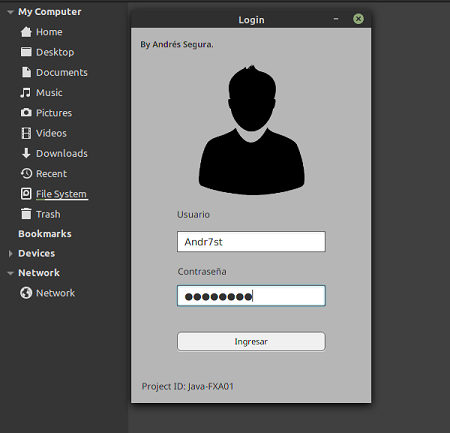 My Computer
Home
Desktop
Documents
Music
Pictures
Videos
Downloads
Recent
File System
Trash
Bookmarks
Devices
Network
Network
Login
By Andrés Segura.
Usuario
Andr7st
Contraseña
●●●●●●●●
Ingresar
Project ID: Java-FXA01